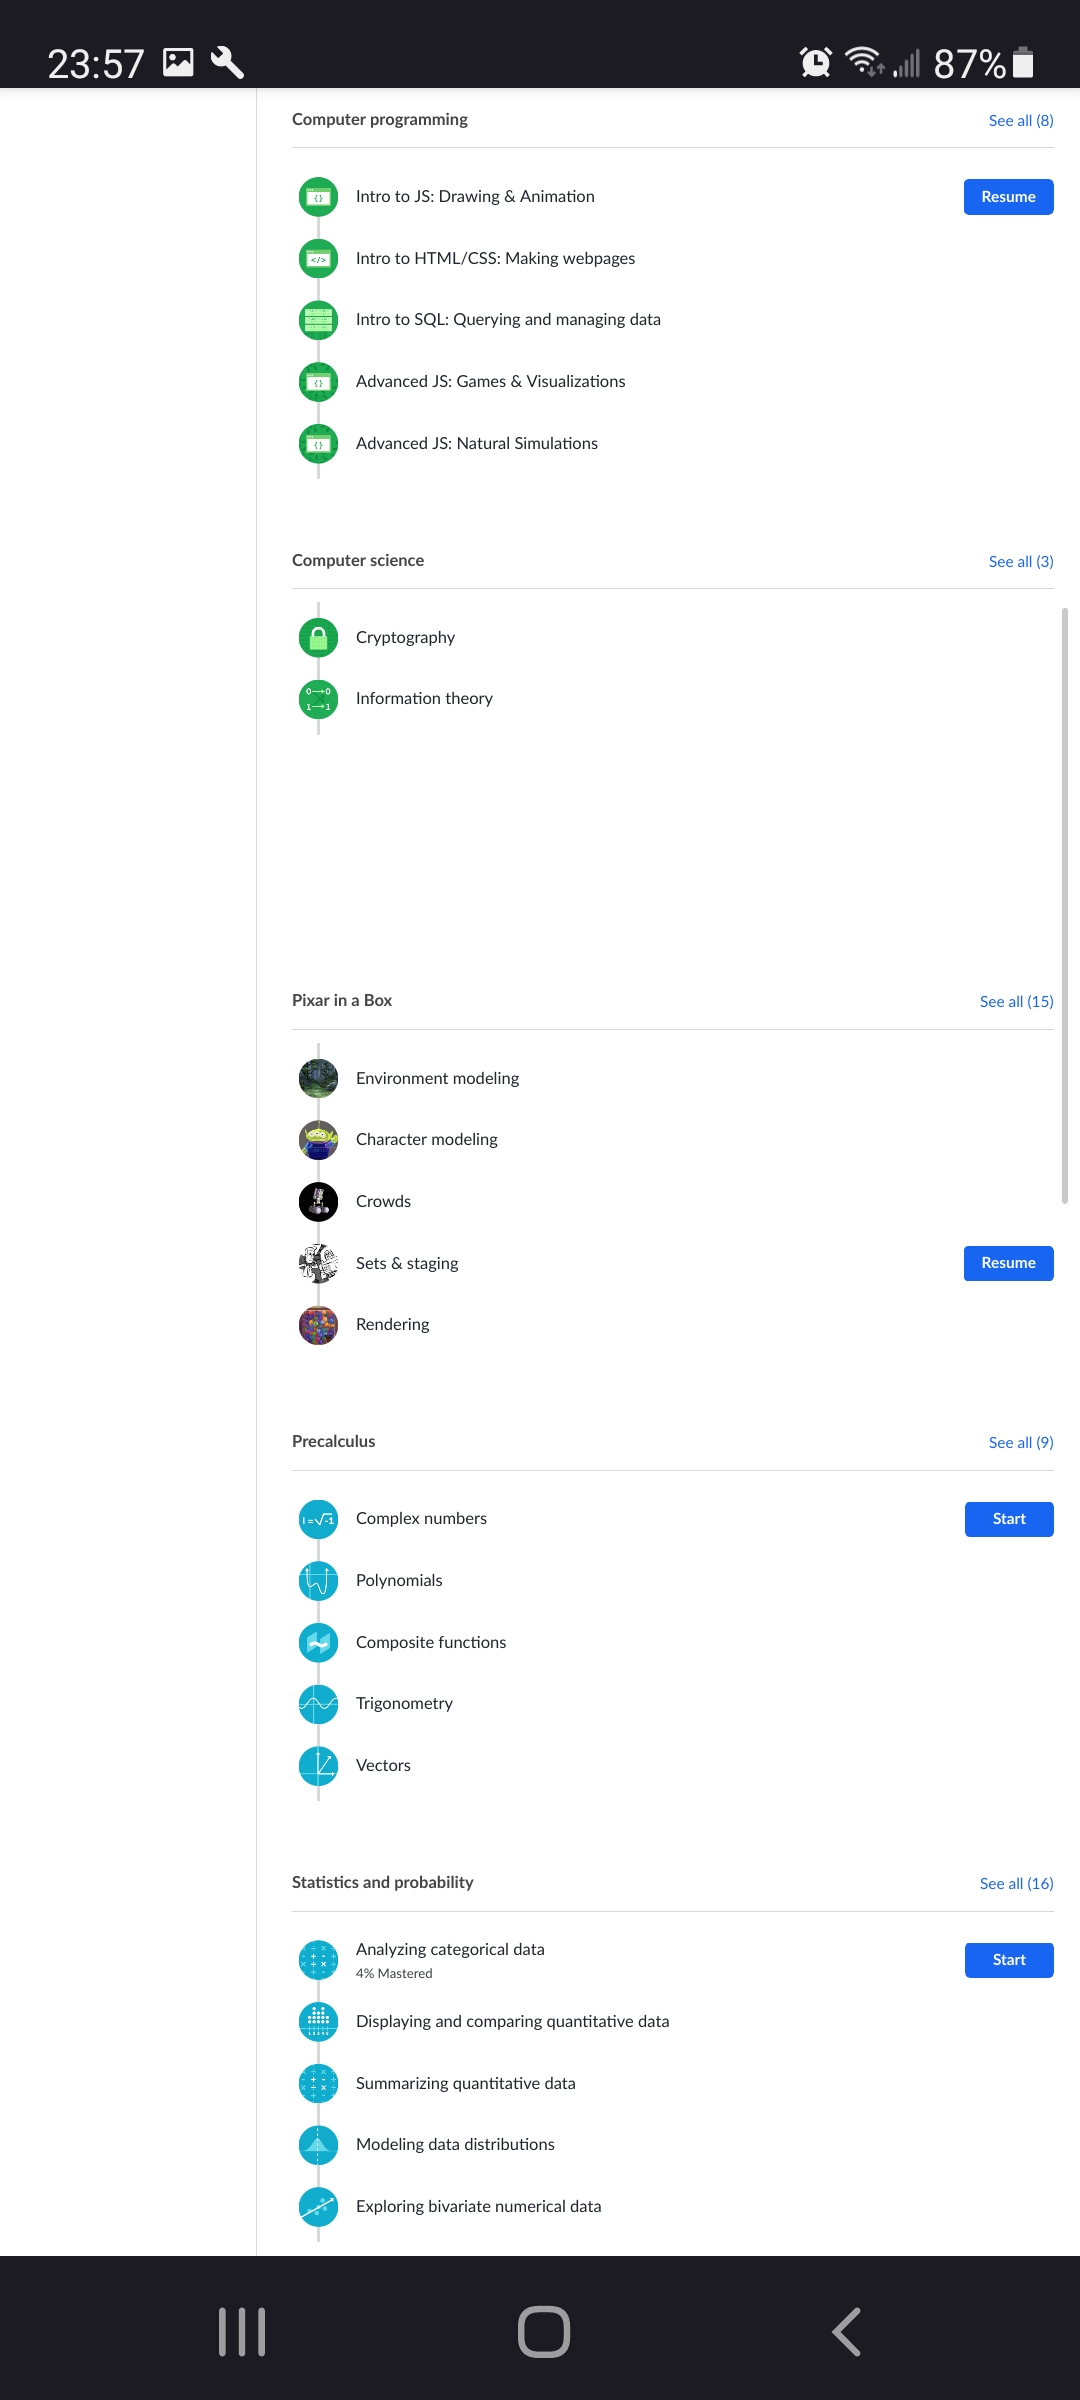 23:57
87%
Computer programming
See all (8)
Intro to JS: Drawing & Animation
Resume
Intro to HTML/CSS: Making webpages
Intro to SQL: Querying and managing data
Advanced JS: Games & Visualizations
Advanced JS: Natural Simulations
Computer science
See all (3)
Cryptography
Information theory
Pixar in a Box
See all (15)
Environment modeling
Character modeling
Crowds
Sets & staging
Resume
Rendering
Precalculus
See all (9)
Complex numbers
Start
Polynomials
Composite functions
Trigonometry
Vectors
Statistics and probability
See all (16)
Analyzing categorical data
4% Mastered
Start
Displaying and comparing quantitative data
Summarizing quantitative data
Modeling data distributions
Exploring bivariate numerical data